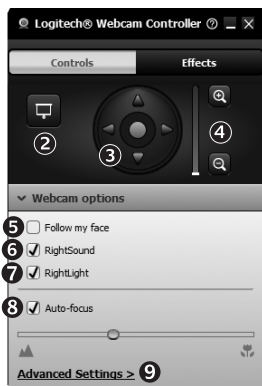 Logitech® Webcam Controller
Controls Effects
2
3
4
Webcam options
5 Follow my face
6 RightSound
7 RightLight
8 Auto-focus
Advanced Settings > 9